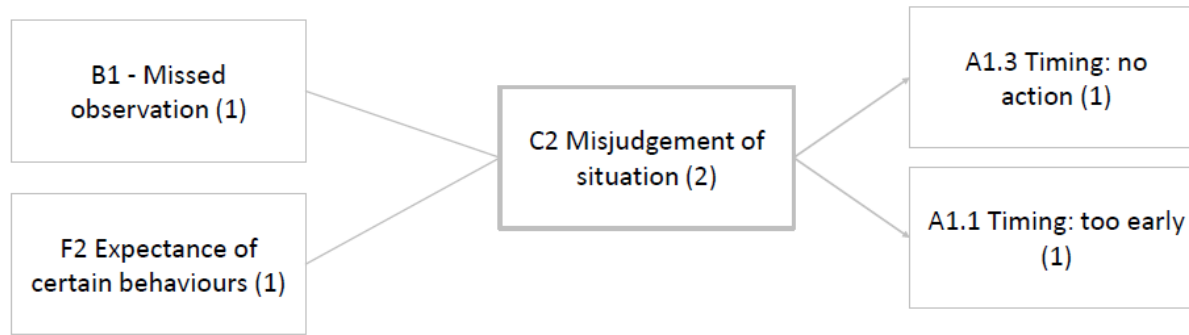 B1 - Missed
observation (1)
F2 Expectance of
certain behaviours (1)
C2 Misjudgement of
situation (2)
A1.3 Timing: no
action (1)
A1.1 Timing: too early
(1)